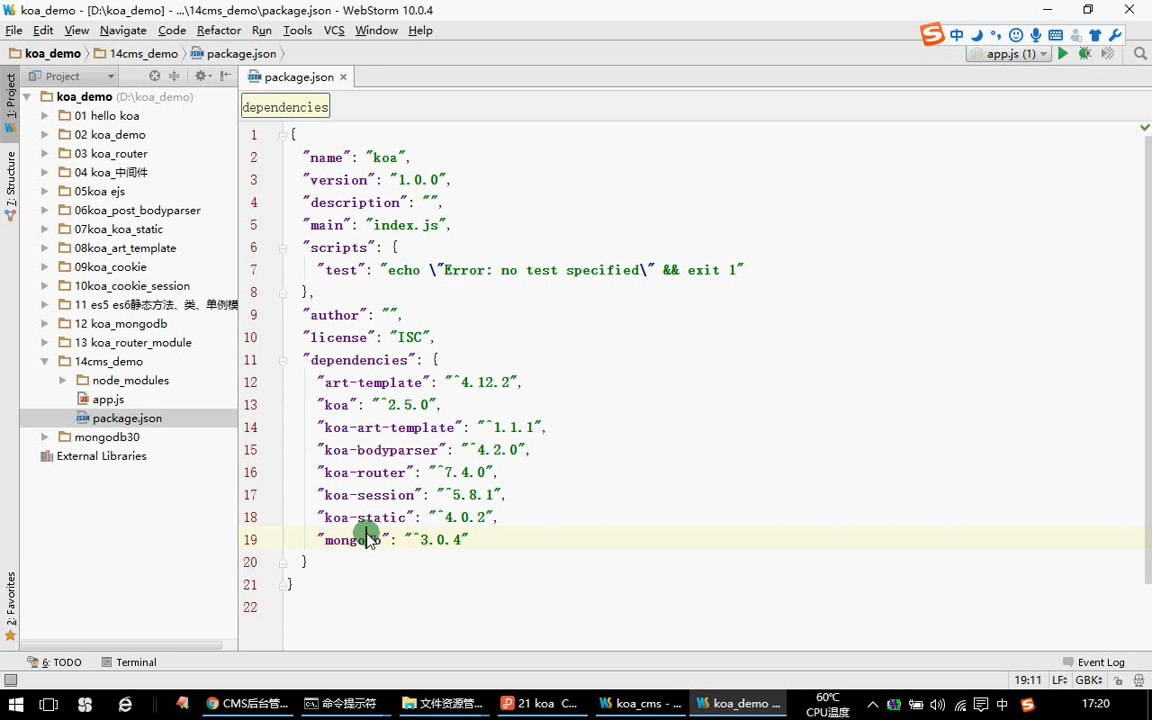 koa_demo - [D:\koa_demo] - ...\14cms_demo\package.json - WebStorm 10.0.4
File Edit View Navigate Code Refactor Run Tools VCS Window Help
中
koa_demo 14cms_demo package.json
app.js (1)
Project
package.json
1: Project
7: Structure
2: Favorites
koa_demo (D:\koa_demo)
01 hello koa
02 koa_demo
03 koa_router
04 koa_中间件
05koa ejs
06koa_post_bodyparser
07koa_koa_static
08koa_art_template
09koa_cookie
10koa_cookie_session
11 es5 es6静态方法、类、单例模
12 koa_mongodb
13 koa_router_module
14cms_demo
node_modules
app.js
package.json
mongodb30
External Libraries
dependencies
1 {
2 "name": "koa",
3 "version": "1.0.0",
4 "description": "",
5 "main": "index.js",
6 "scripts": {
7 "test": "echo \"Error: no test specified\" && exit 1"
8 },
9 "author": "",
10 "license": "ISC",
11 "dependencies": {
12 "art-template": "^4.12.2",
13 "koa": "^2.5.0",
14 "koa-art-template": "^1.1.1",
15 "koa-bodyparser": "^4.2.0",
16 "koa-router": "^7.4.0",
17 "koa-session": "^5.8.1",
18 "koa-static": "^4.0.2",
19 "mongodb": "^3.0.4"
20 }
21 }
22
6: TODO Terminal Event Log
19:11 LF÷ GBK÷
CMS后台管... 命令提示符 文件资源管... 21 koa C... koa_cms - ... koa_demo ...
60℃
CPU温度
中 17:20